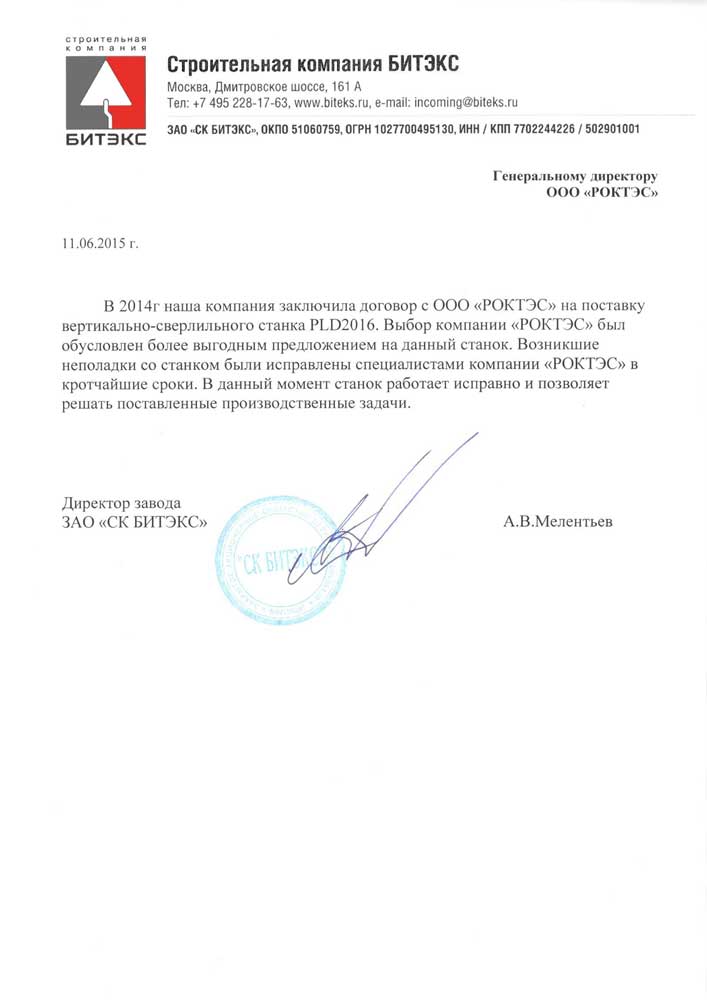 строительная
компания
БИТЭКС
Строительная компания БИТЭКС
Москва, Дмитровское шоссе, 161 А
Тел: +7 495 228-17-63, www.biteks.ru, e-mail: incoming@biteks.ru
ЗАО «СК БИТЭКС», ОКПО 51060759, ОГРН 1027700495130, ИНН / КПП 7702244226 / 502901001
Генеральному директору
ООО «РОКТЭС»
11.06.2015 г.
В 2014г наша компания заключила договор с ООО «РОКТЭС» на поставку
вертикально-сверлильного станка PLD2016. Выбор компании «РОКТЭС» был
обусловлен более выгодным предложением на данный станок. Возникшие
неполадки со станком были исправлены специалистами компании «РОКТЭС» в
кротчайшие сроки. В данный момент станок работает исправно и позволяет
решать поставленные производственные задачи.
Директор завода
ЗАО «СК БИТЭКС»
А.В.Мелентьев
"СК БИТЭКС"